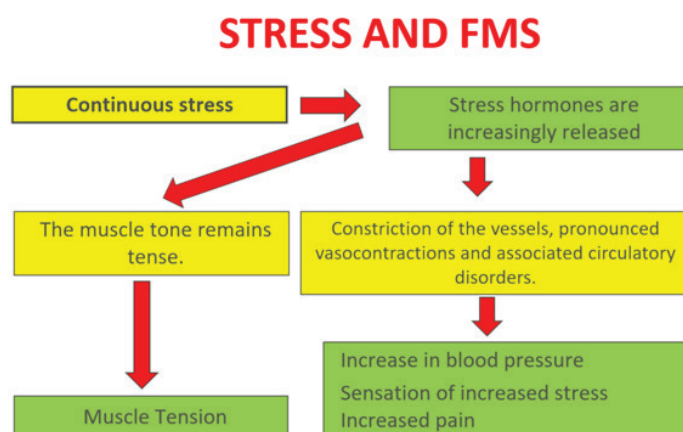 STRESS AND FMS
Continuous stress
Stress hormones are
increasingly released
The muscle tone remains
tense.
Constriction of the vessels, pronounced
vasocontractions and associated circulatory
disorders.
Muscle Tension
Increase in blood pressure
Sensation of increased stress
Increased pain